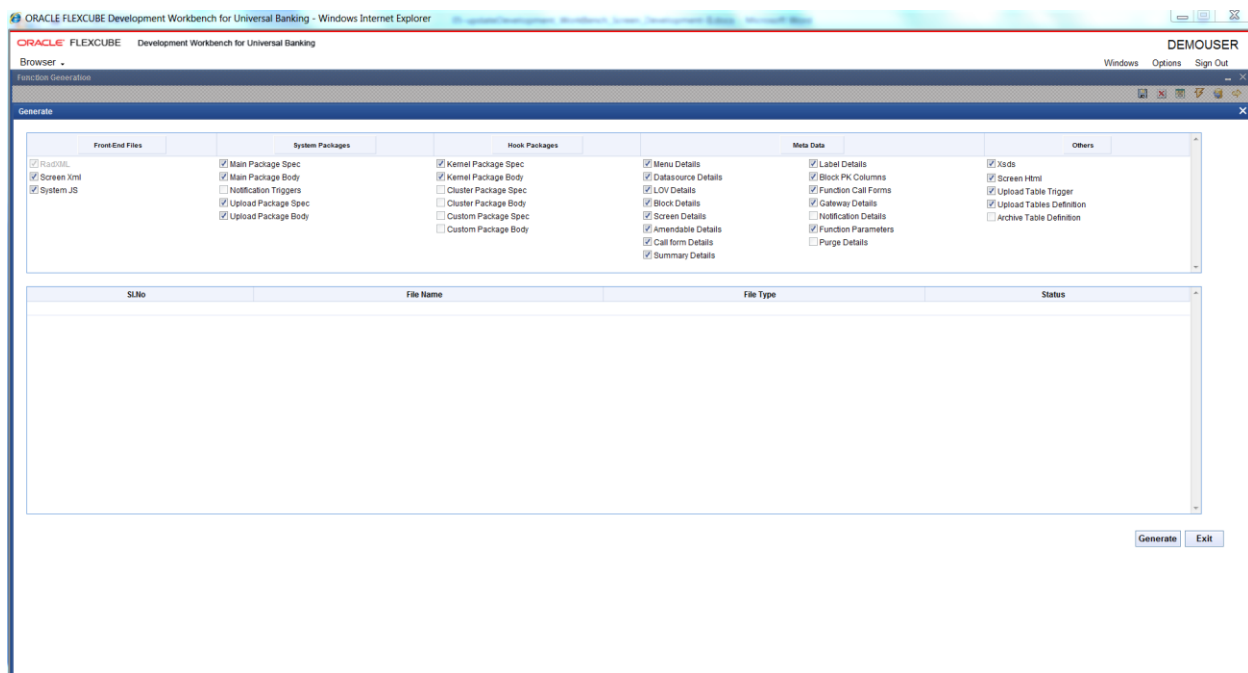 ORACLE FLEXCUBE Development Workbench for Universal Banking - Windows Internet Explorer
ORACLE FLEXCUBE Development Workbench for Universal Banking DEMOUSER
Browser Windows Options Sign Out
Function Generation
Generate
Front-End Files System Packages Hook Packages Meta Data Others
RadXML Main Package Spec Kernel Package Spec Menu Details Label Details Xsds
Screen Xml Main Package Body Kernel Package Body Datasource Details Block PK Columns Screen Html
System JS Notification Triggers Cluster Package Spec LOV Details Function Call Forms Upload Table Trigger
Upload Package Spec Cluster Package Body Block Details Gateway Details Upload Tables Definition
Upload Package Body Custom Package Spec Screen Details Notification Details Archive Table Definition
Custom Package Body Amendable Details Function Parameters
Call form Details Purge Details
Summary Details
Sl.No File Name File Type Status
Generate Exit